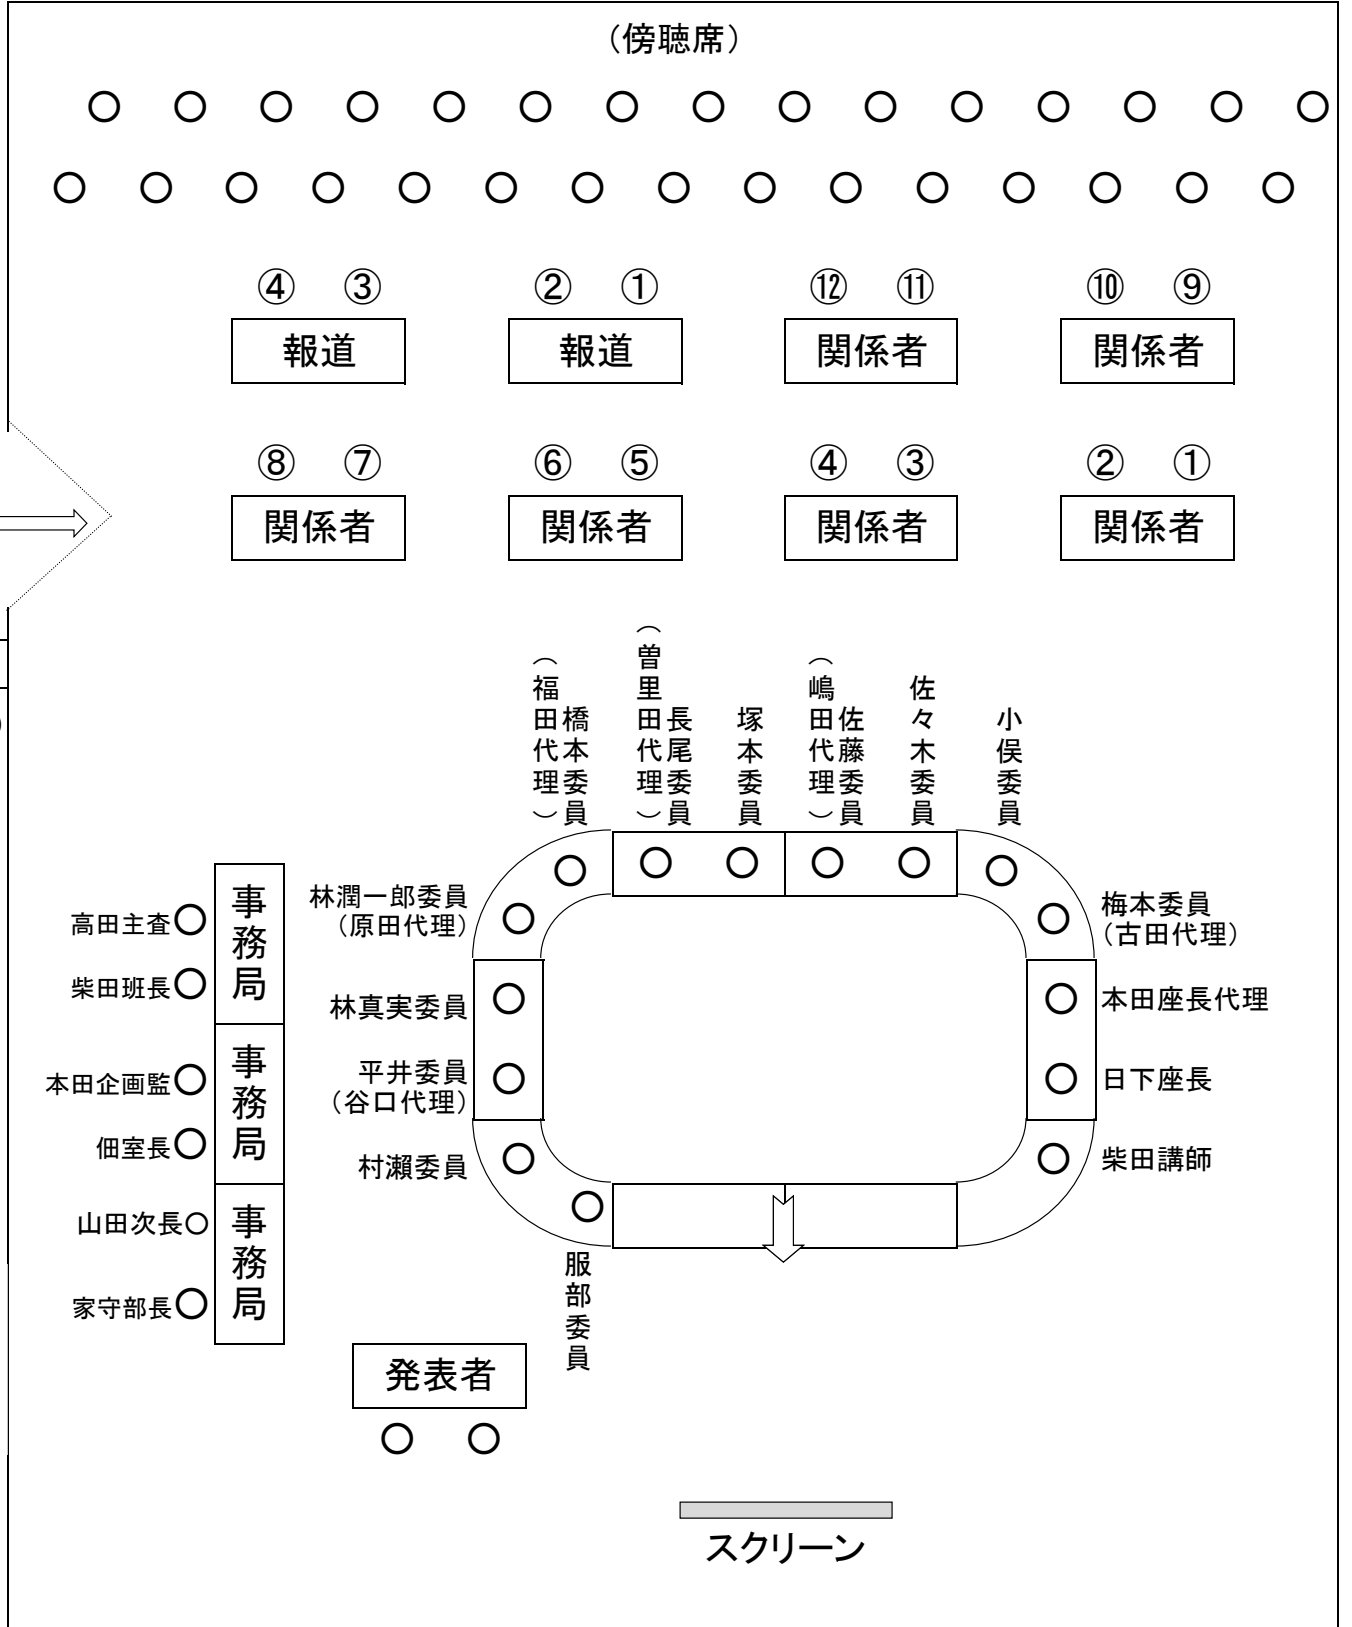 （傍聴席）
④ ③ ② ① ⑫ ⑪ ⑩ ⑨
報道 報道 関係者 関係者
⑧ ⑦ ⑥ ⑤ ④ ③ ② ①
関係者 関係者 関係者 関係者
橋本委員
（福田代理）
長尾委員
（曽里田代理）
塚本委員
佐藤委員
（嶋田代理）
佐々木委員
小俣委員
林潤一郎委員
（原田代理）
林真実委員
平井委員
（谷口代理）
村瀬委員
服部委員
梅本委員
（古田代理）
本田座長代理
日下座長
柴田講師
高田主査
柴田班長
事務局
本田企画監
佃室長
事務局
山田次長
家守部長
事務局
発表者
スクリーン